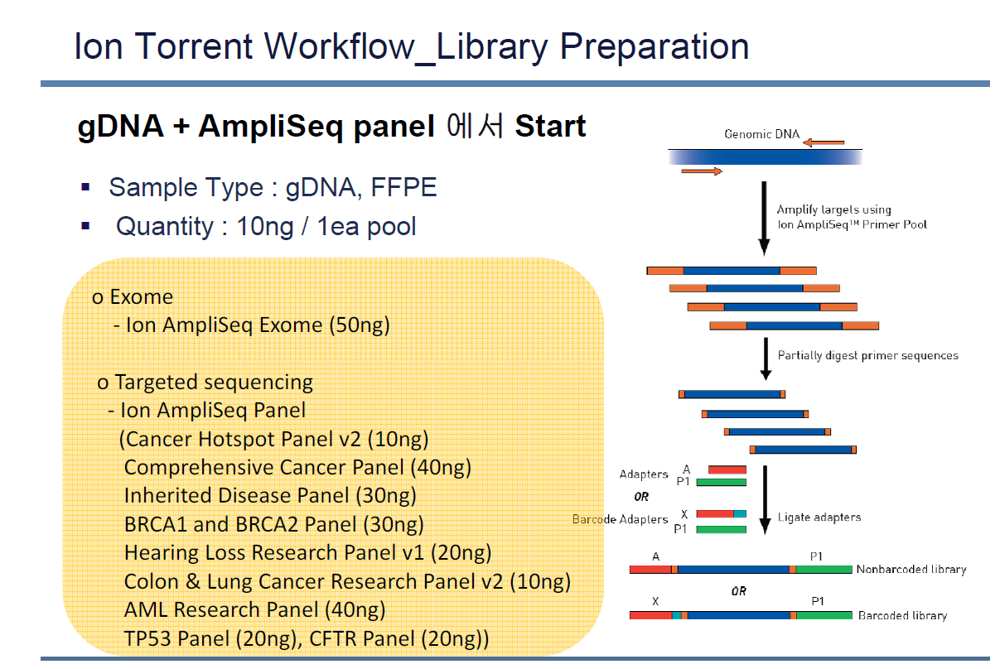 Ion Torrent Workflow_Library Preparation
gDNA + AmpliSeq panel 에서 Start
▪ Sample Type : gDNA, FFPE
▪ Quantity : 10ng / 1ea pool
o Exome
- Ion AmpliSeq Exome (50ng)
o Targeted sequencing
- Ion AmpliSeq Panel
(Cancer Hotspot Panel v2 (10ng)
Comprehensive Cancer Panel (40ng)
Inherited Disease Panel (30ng)
BRCA1 and BRCA2 Panel (30ng)
Hearing Loss Research Panel v1 (20ng)
Colon & Lung Cancer Research Panel v2 (10ng)
AML Research Panel (40ng)
TP53 Panel (20ng), CFTR Panel (20ng))
Genomic DNA
Amplify targets using
Ion AmpliSeq™ Primer Pool
Partially digest primer sequences
Adapters
A
P1
OR
Barcode Adapters
X
P1
Ligate adapters
A
P1
Nonbarcoded library
OR
X
P1
Barcoded library